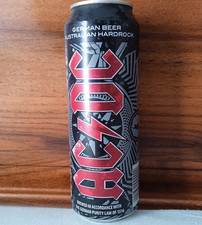 GERMAN BEER
AUSTRALIAN HARDROCK
AC⚡DC
BREWED IN ACCORDANCE WITH
THE GERMAN PURITY LAW OF 1516